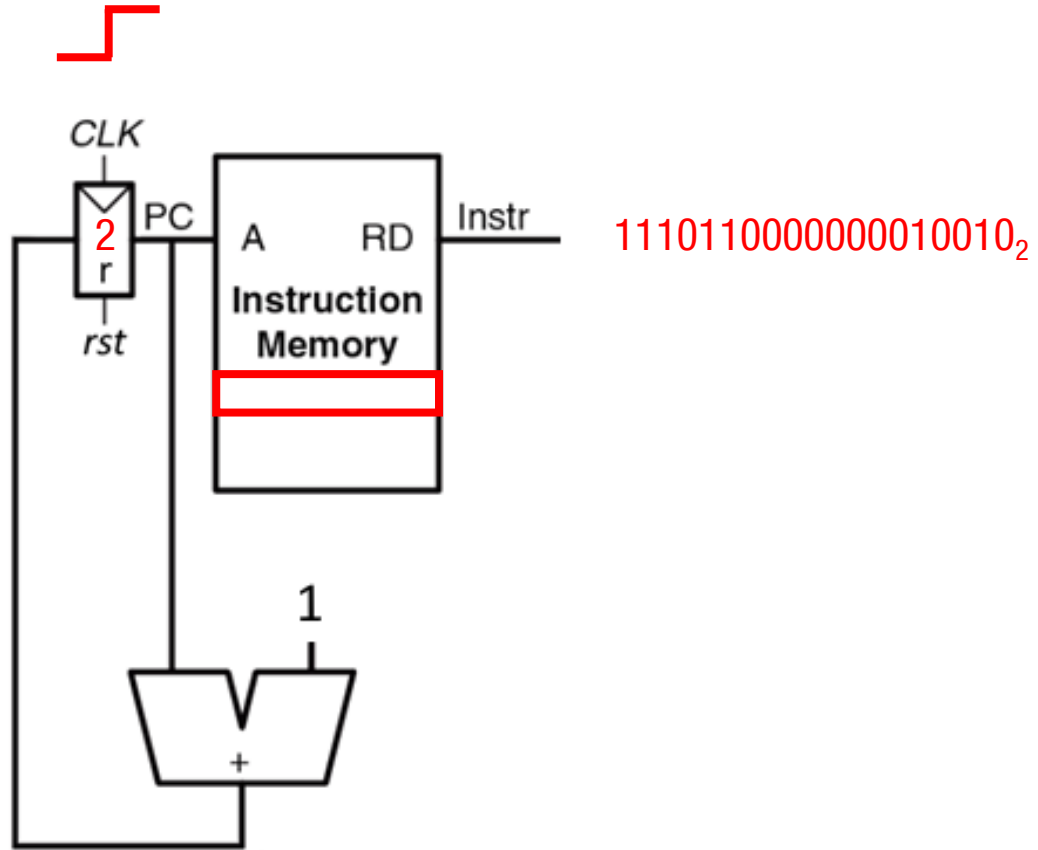 CLK
PC
2
r
rst
A RD
Instr
Instruction
Memory
1110110000000010010₂
1
+